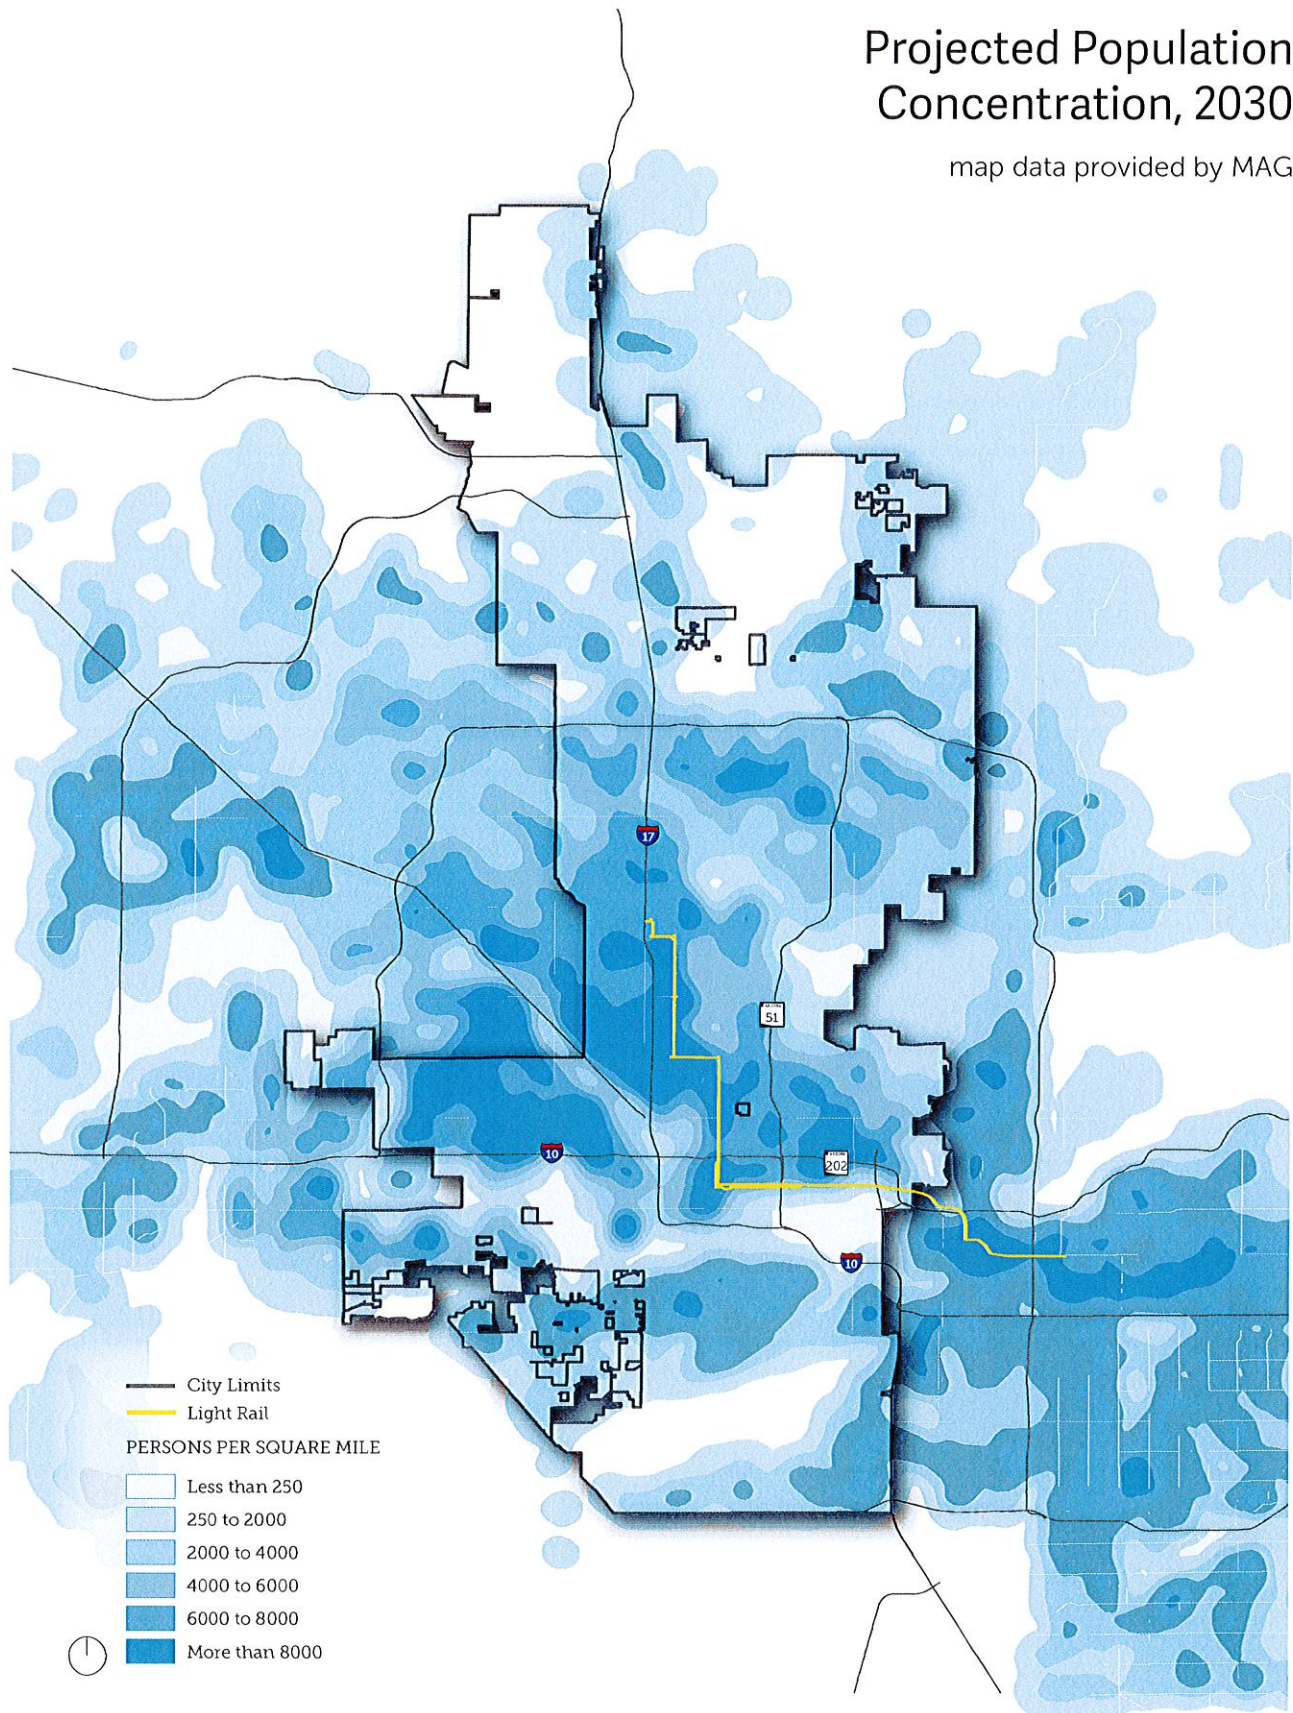 Projected Population
Concentration, 2030
map data provided by MAG
17
51
10
202
10
City Limits
Light Rail
PERSONS PER SQUARE MILE
Less than 250
250 to 2000
2000 to 4000
4000 to 6000
6000 to 8000
More than 8000